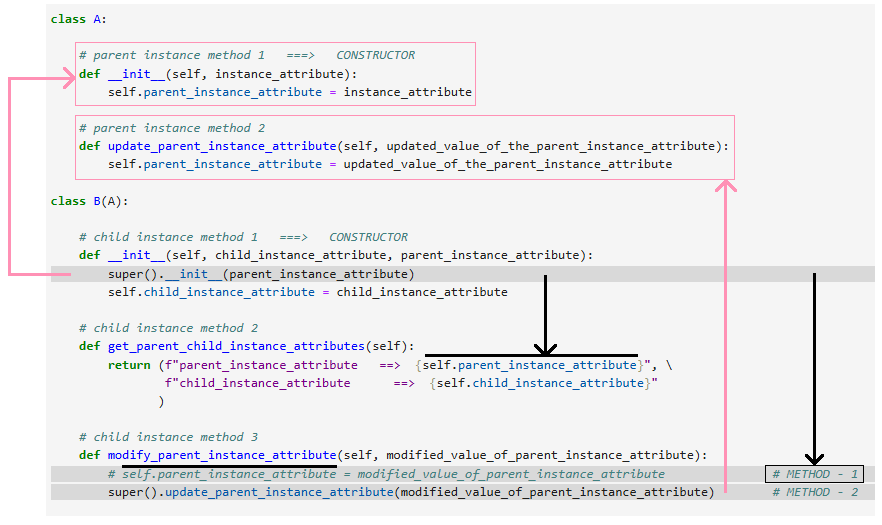 class A:
# parent instance method 1   ===>   CONSTRUCTOR
def __init__(self, instance_attribute):
self.parent_instance_attribute = instance_attribute
# parent instance method 2
def update_parent_instance_attribute(self, updated_value_of_the_parent_instance_attribute):
self.parent_instance_attribute = updated_value_of_the_parent_instance_attribute
class B(A):
# child instance method 1   ===>   CONSTRUCTOR
def __init__(self, child_instance_attribute, parent_instance_attribute):
super().__init__(parent_instance_attribute)
self.child_instance_attribute = child_instance_attribute
# child instance method 2
def get_parent_child_instance_attributes(self):
return (f"parent_instance_attribute   ==>  {self.parent_instance_attribute}", \
f"child_instance_attribute      ==>  {self.child_instance_attribute}"
)
# child instance method 3
def modify_parent_instance_attribute(self, modified_value_of_parent_instance_attribute):
# self.parent_instance_attribute = modified_value_of_parent_instance_attribute # METHOD - 1
super().update_parent_instance_attribute(modified_value_of_parent_instance_attribute) # METHOD - 2